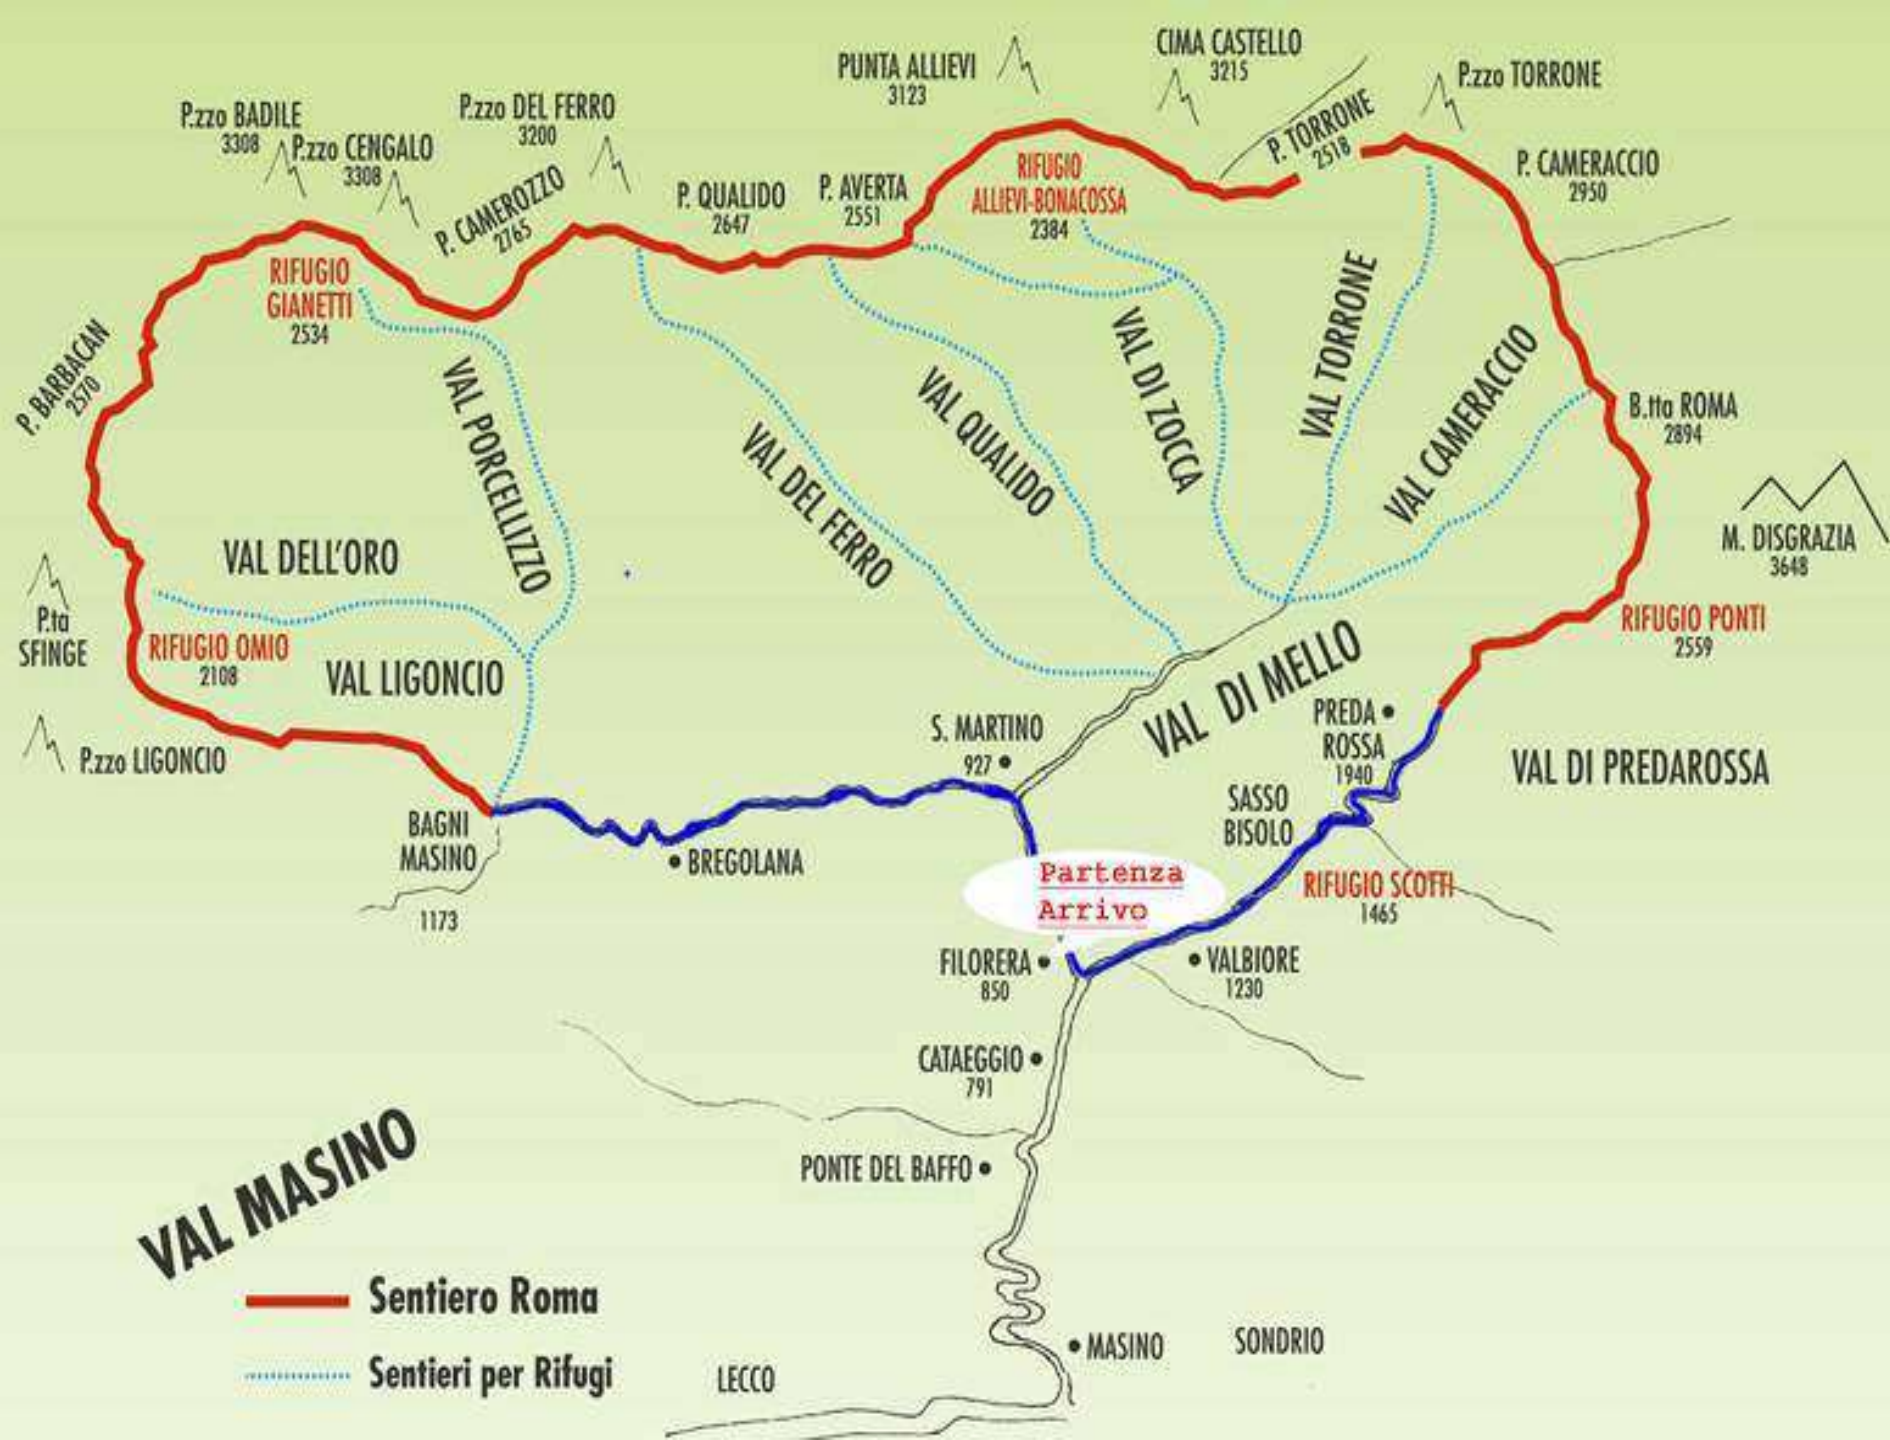 CIMA CASTELLO
3215
PUNTA ALLIEVI
3123
P.zzo TORRONE
P.zzo DEL FERRO
3200
P.zzo BADILE
3308
P.zzo CENGALO
3308
P. TORRONE
2518
P. CAMERACCIO
2950
RIFUGIO
ALLIEVI-BONACOSSA
2384
P. AVERTA
2551
P. QUALIDO
2647
P. CAMEROZZO
2765
RIFUGIO
GIANETTI
2534
P. BARBACAN
2570
VAL PORCELLIZZO
VAL DEL FERRO
VAL QUALIDO
VAL DI ZOCCA
VAL TORRONE
VAL CAMERACCIO
B.tta ROMA
2894
M. DISGRAZIA
3648
VAL DELL'ORO
P.ta
SFINGE
RIFUGIO OMIO
2108
VAL LIGONCIO
RIFUGIO PONTI
2559
VAL DI MELLO
P.zzo LIGONCIO
S. MARTINO
927
PREDA
ROSSA
1940
VAL DI PREDAROSSA
SASSO
BISOLO
BAGNI
MASINO
1173
BREGOLANA
Partenza
Arrivo
RIFUGIO SCOTTI
1465
FILORERA
850
VALBIORE
1230
CATAEGGIO
791
PONTE DEL BAFFO
VAL MASINO
Sentiero Roma
Sentieri per Rifugi
MASINO
SONDRIO
LECCO